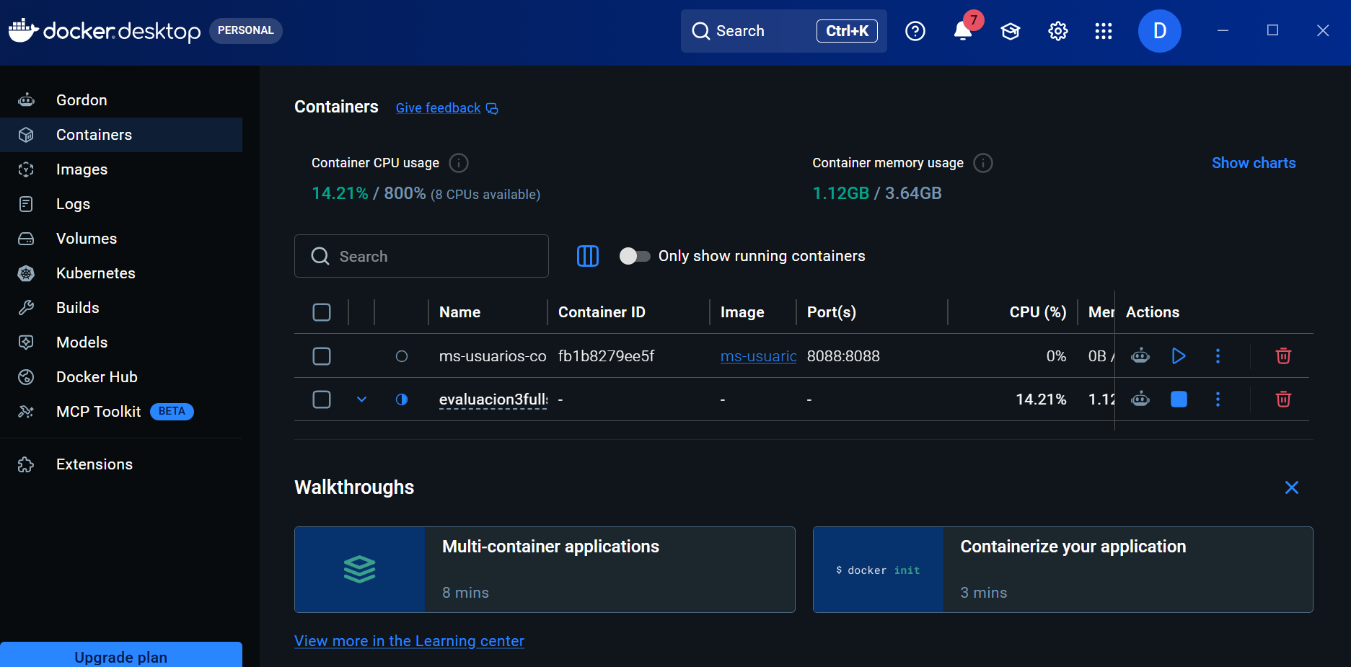 docker.desktop PERSONAL Search Ctrl+K 7 D
Gordon
Containers
Images
Logs
Volumes
Kubernetes
Builds
Models
Docker Hub
MCP Toolkit BETA
Extensions
Upgrade plan
Containers Give feedback
Container CPU usage Container memory usage Show charts
14.21% / 800% (8 CPUs available) 1.12GB / 3.64GB
Search Only show running containers
Name Container ID Image Port(s) CPU (%) Mer Actions
ms-usuarios-co fb1b8279ee5f ms-usuaric 8088:8088 0% 0B /
evaluacion3full - - - 14.21% 1.12
Walkthroughs
Multi-container applications
8 mins
$ docker init
Containerize your application
3 mins
View more in the Learning center